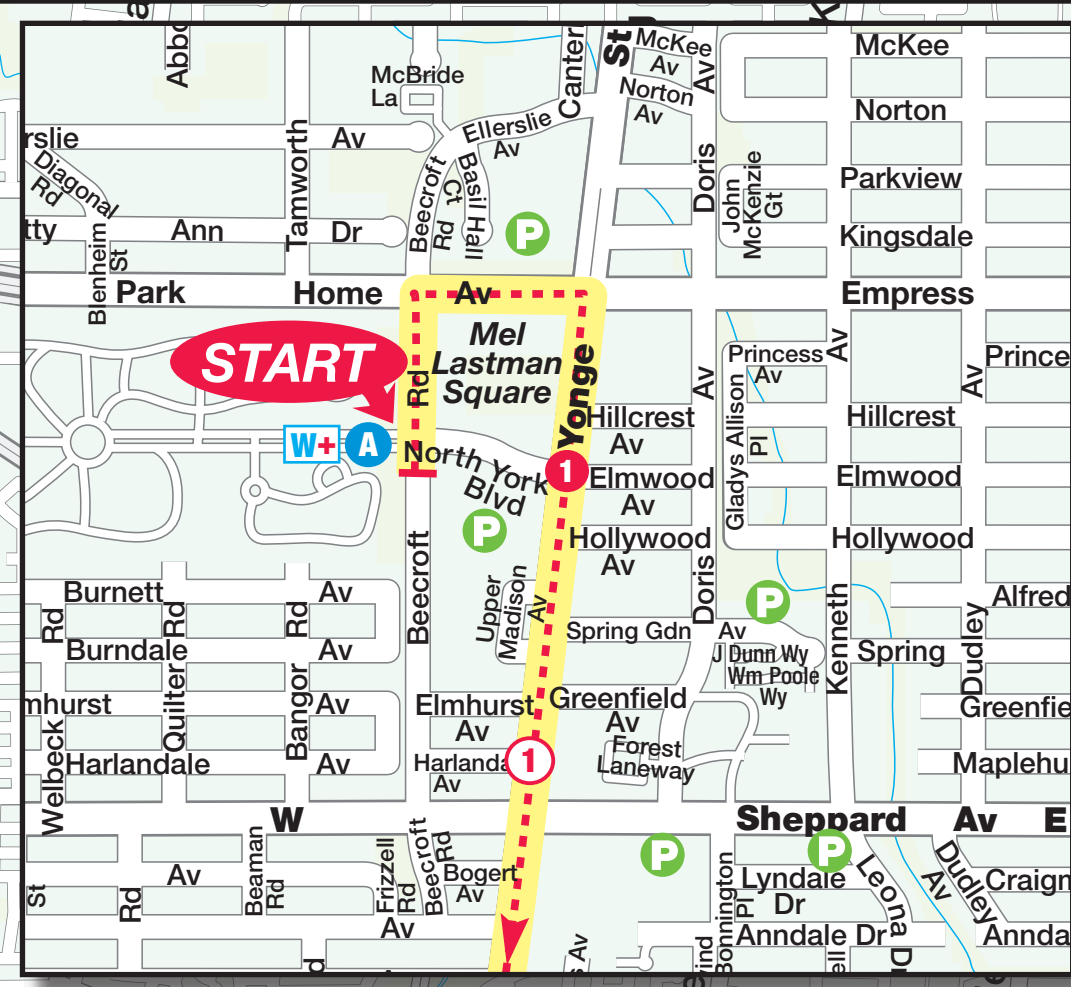 St
McKee
Av
McKee
Abbc
Canter
Av
McBride
La
Norton
Av
Norton
rslie
Av
Ellerslie
Av
Tamworth
Diagonal
Rd
Beecroft
Rd
Basil Hall
Ct
Doris
John
McKenzie
Gt
Parkview
P
tty
Ann
Dr
Kingsdale
Blenheim
St
Park Home Av
Empress
Mel
Lastman
Square
START
Rd
Yonge
Princess
Av
Av
Prince
Av
Av
Hillcrest
Av
Hillcrest
Gladys Allison
Pl
W+
A
North York
Blvd
1
Elmwood
Av
Elmwood
P
Hollywood
Av
Hollywood
Beecroft
Upper
Madison
Av
Doris
P
Kenneth
Dudley
Burnett
Av
Alfred
Rd
Rd
Rd
Spring Gdn
Av
Burndale
Av
J Dunn Wy
Spring
Wm Poole
Wy
mhurst
Av
Elmhurst
Av
Greenfield
Av
Greenfie
Welbeck
Quilter
Bangor
Forest
Laneway
Harlandale
Av
Harlanda
Av
1
Maplehu
W
Sheppard Av E
Beaman
Rd
Frizzell
Rd
Beecroft
Rd
P
P
Bogert
Av
Bonnington
Pl
Lyndale
Dr
Leona Dr
Dudley
Av
Craign
St
Rd
Av
Av
Anndale Dr
Annda
s Av
ind
ell
d